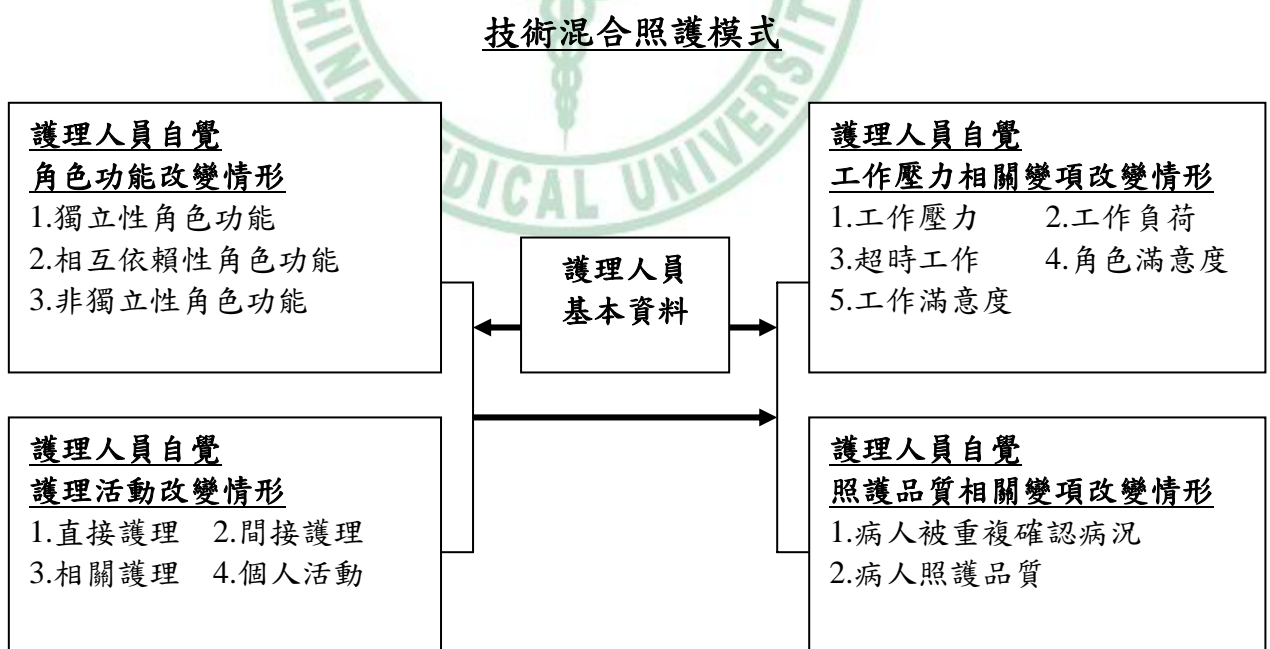 技術混合照護模式
護理人員自覺
角色功能改變情形
1.獨立性角色功能
2.相互依賴性角色功能
3.非獨立性角色功能
護理人員
基本資料
護理人員自覺
工作壓力相關變項改變情形
1.工作壓力 2.工作負荷
3.超時工作 4.角色滿意度
5.工作滿意度
護理人員自覺
護理活動改變情形
1.直接護理 2.間接護理
3.相關護理 4.個人活動
護理人員自覺
照護品質相關變項改變情形
1.病人被重複確認病況
2.病人照護品質
HINA
EDICAL UNIVERS